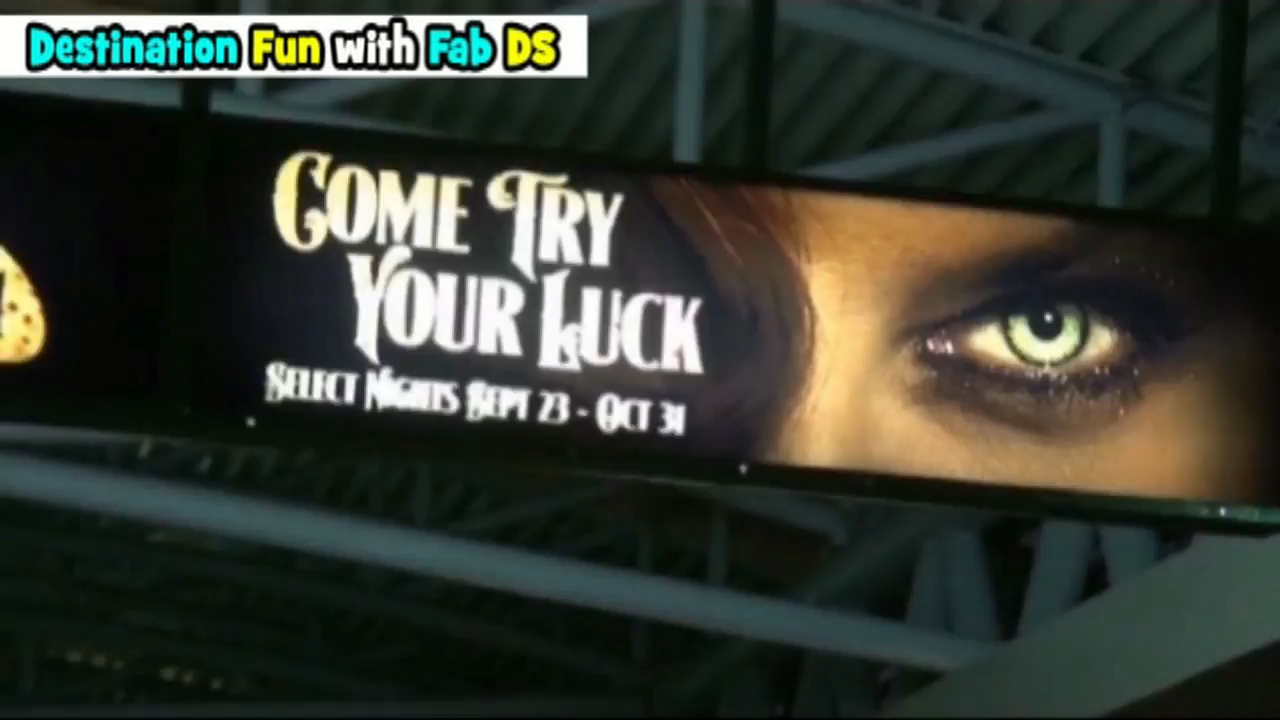 Destination Fun with Fab DS
COME TRY
YOUR LUCK
SELECT NIGHTS SEPT 23 - OCT 31